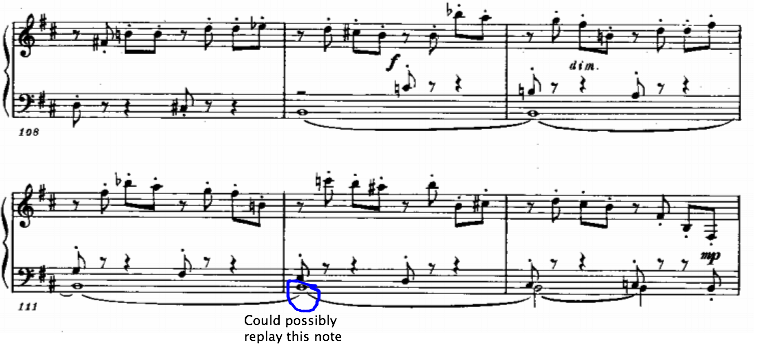 f
dim.
108
mp
111
Could possibly
replay this note